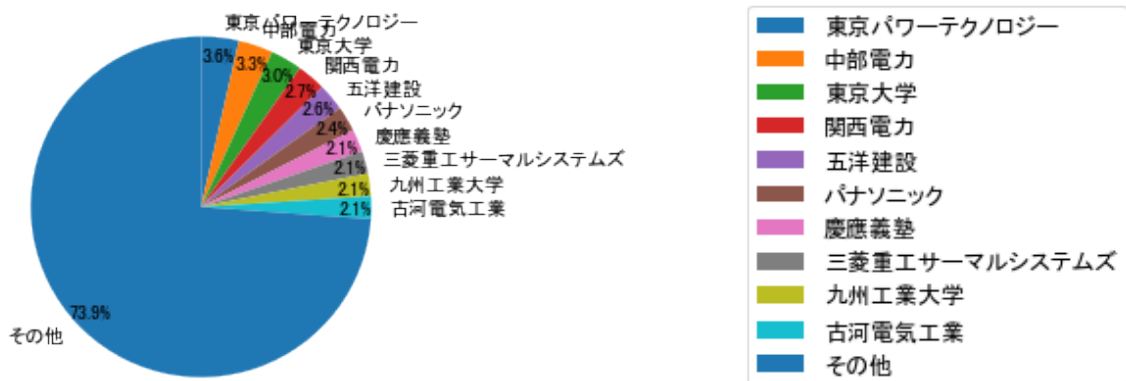 東京パワーテクノロジー
中部電力
東京大学
関西電力
五洋建設
パナソニック
慶應義塾
三菱重工サーマルシステムズ
九州工業大学
古河電気工業
その他
3.6%
3.3%
3.0%
2.7%
2.6%
2.4%
2.1%
2.1%
2.1%
2.1%
73.9%
東京パワーテクノロジー
中部電力
東京大学
関西電力
五洋建設
パナソニック
慶應義塾
三菱重工サーマルシステムズ
九州工業大学
古河電気工業
その他